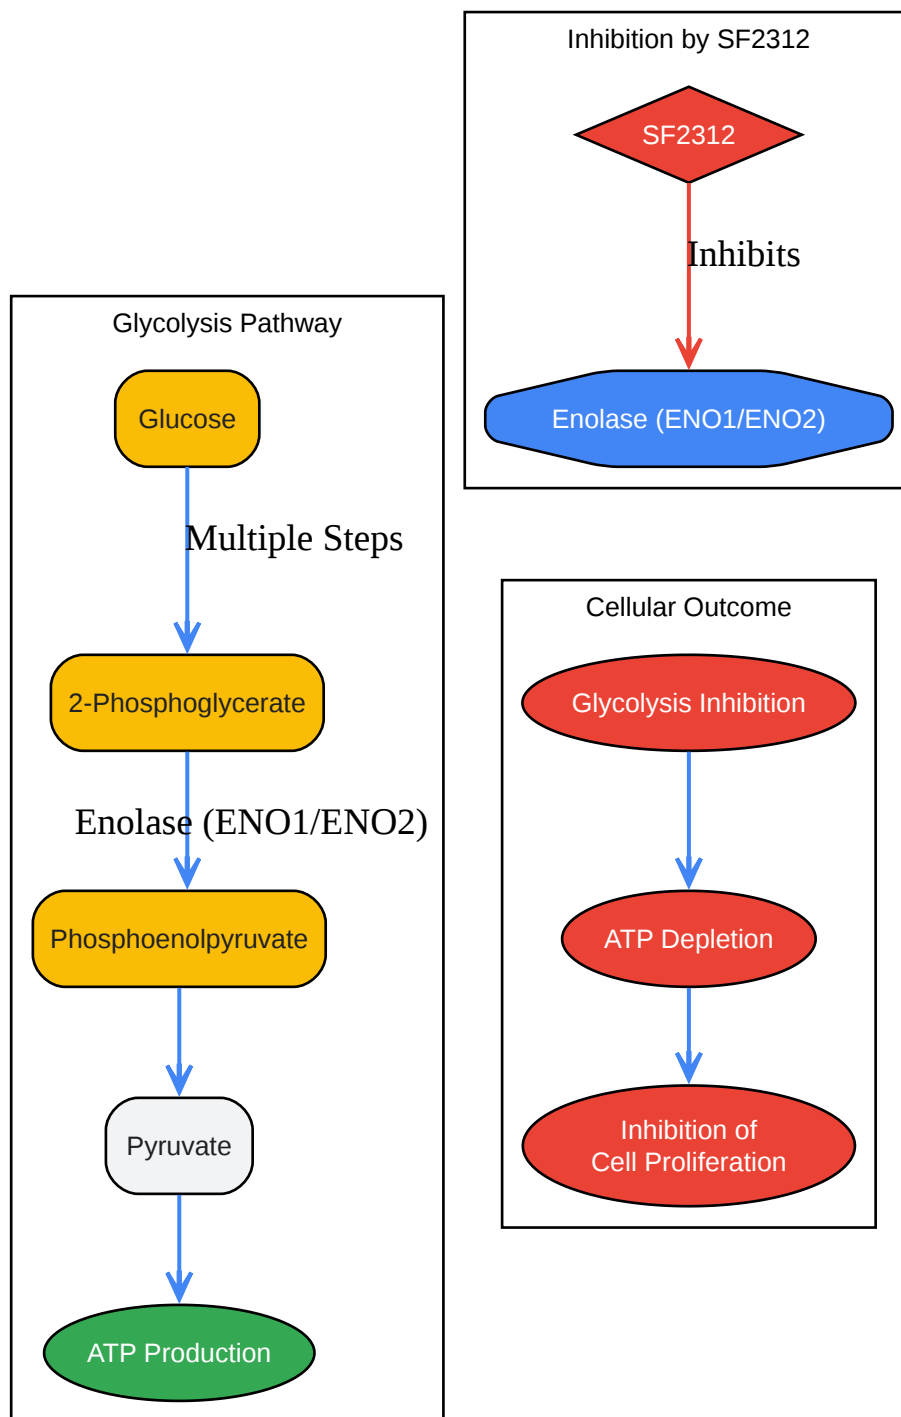 Inhibition by SF2312
SF2312
Inhibits
Enolase (ENO1/ENO2)
Glycolysis Pathway
Glucose
Multiple Steps
2-Phosphoglycerate
Enolase (ENO1/ENO2)
Phosphoenolpyruvate
Pyruvate
ATP Production
Cellular Outcome
Glycolysis Inhibition
ATP Depletion
Inhibition of
Cell Proliferation